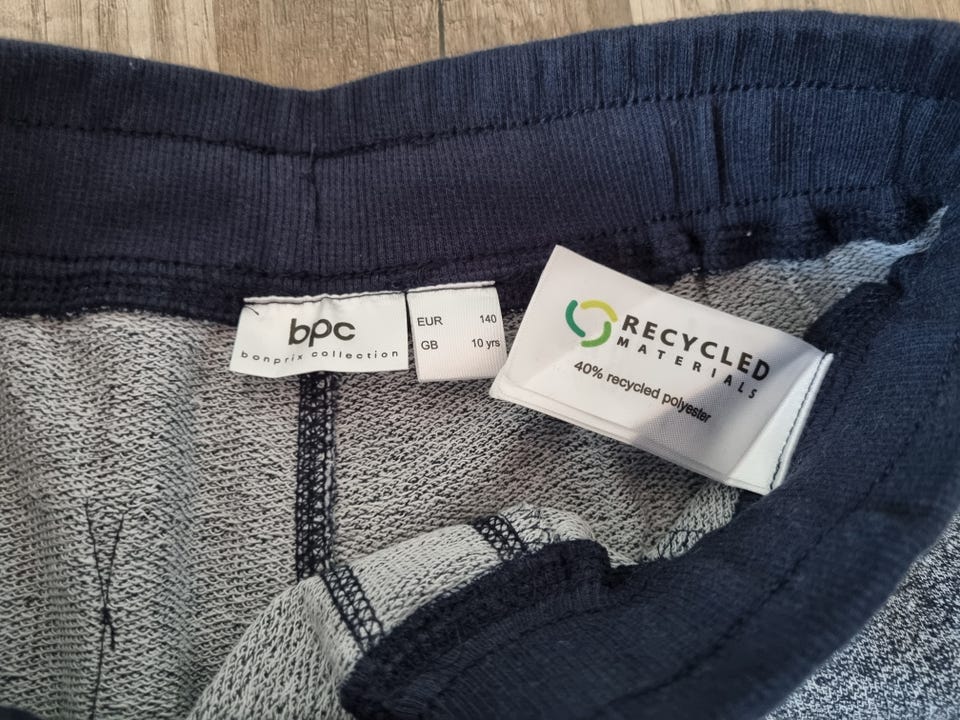 bpc
bonprix collection
EUR 140
GB 10 yrs
RECYCLED
MATERIALS
40% recycled polyester